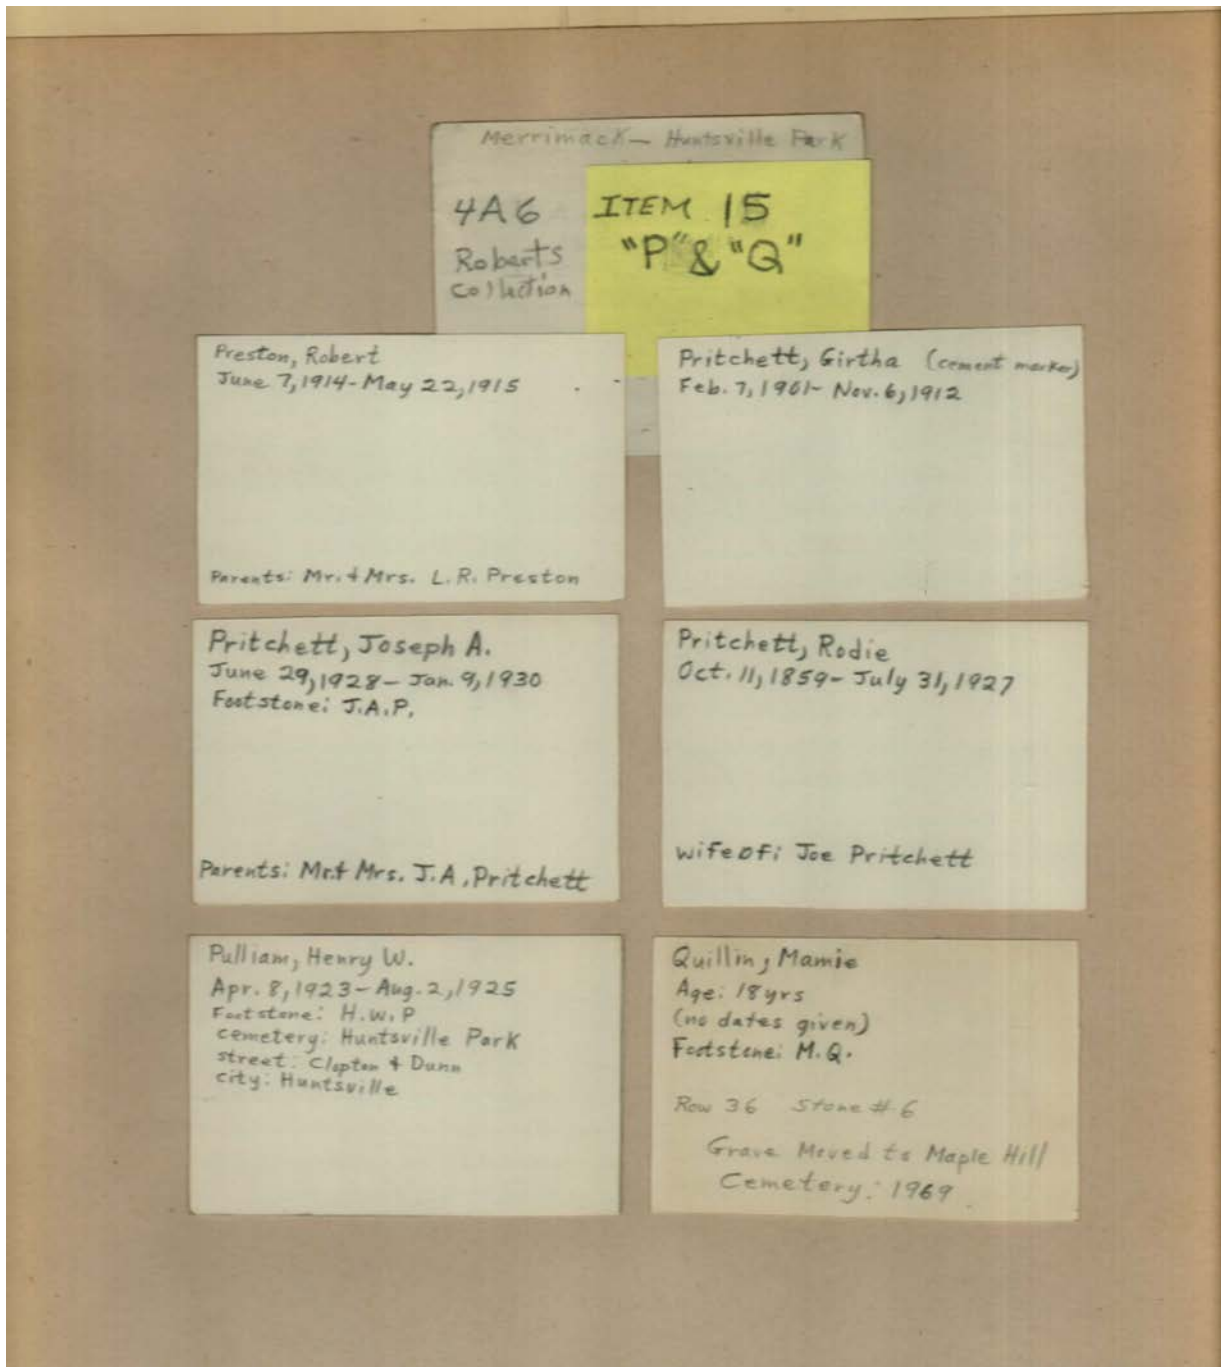 Merrimack - Huntsville Park
4A6
Roberts
Collection
ITEM 15
"P" & "Q"
Preston, Robert
June 7, 1914 - May 22, 1915
Parents: Mr. & Mrs. L. R. Preston
Pritchett, Girtha (cement marker)
Feb. 7, 1901 - Nov. 6, 1912
Pritchett, Joseph A.
June 29, 1928 - Jan. 9, 1930
Footstone: J.A.P.
Parents: Mr. & Mrs. J.A. Pritchett
Pritchett, Rodie
Oct. 11, 1859 - July 31, 1927
wife of: Joe Pritchett
Pulliam, Henry W.
Apr. 8, 1923 - Aug. 2, 1925
Footstone: H.W.P
cemetery: Huntsville Park
street: Clopton & Dunn
city: Huntsville
Quillin, Mamie
Age: 18 yrs
(no dates given)
Footstone: M.Q.
Row 36 Stone # 6
Grave Moved to Maple Hill
Cemetery: 1969